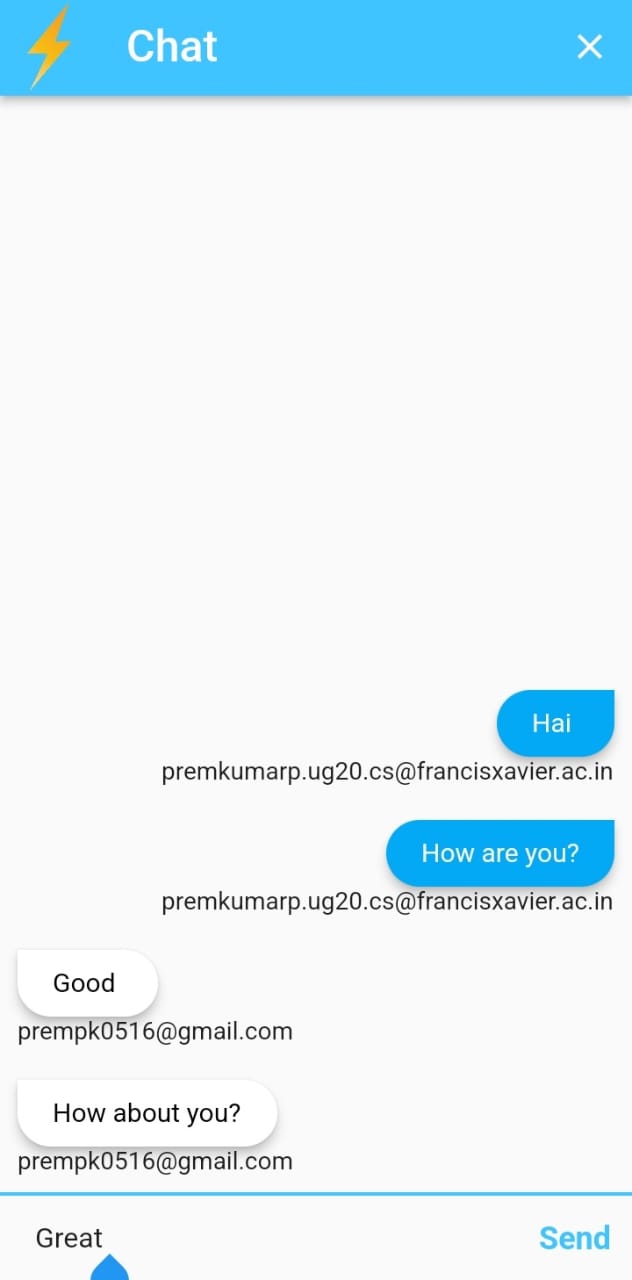 Chat
Hai
premkumarp.ug20.cs@francisxavier.ac.in
How are you?
premkumarp.ug20.cs@francisxavier.ac.in
Good
prempk0516@gmail.com
How about you?
prempk0516@gmail.com
Great
Send